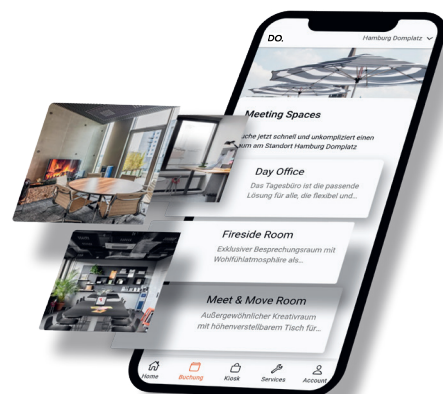 DO.
Hamburg Domplatz
Meeting Spaces
che jetzt schnell und unkompliziert einen
um am Standort Hamburg Domplatz
Day Office
Das Tagesbüro ist die passende
Lösung für alle, die flexibel und...
Fireside Room
Exklusiver Besprechungsraum mit
Wohlfühlatmosphäre als...
Meet & Move Room
Außergewöhnlicher Kreativraum
mit höhenverstellbarem Tisch für...
Home
Buchung
Kiosk
Services
Account